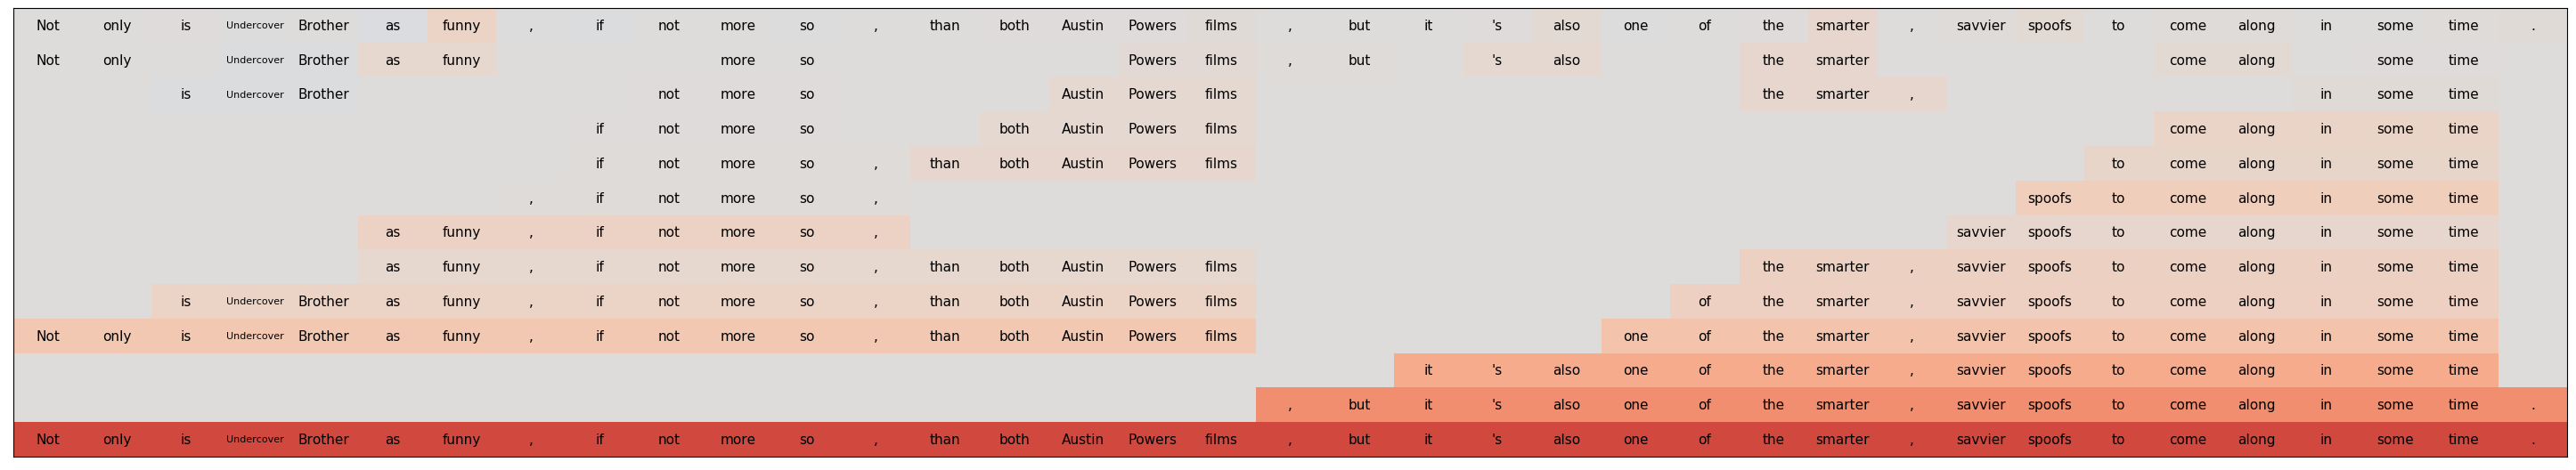 Not only is Undercover Brother as funny , if not more so , than both Austin Powers films , but it 's also one of the smarter , savvier spoofs to come along in some time .
Not only Undercover Brother as funny more so Powers films , but 's also the smarter come along some time
is Undercover Brother not more so Austin Powers films the smarter , in some time
if not more so both Austin Powers films come along in some time
if not more so , than both Austin Powers films to come along in some time
, if not more so , spoofs to come along in some time
as funny , if not more so , savvier spoofs to come along in some time
as funny , if not more so , than both Austin Powers films the smarter , savvier spoofs to come along in some time
is Undercover Brother as funny , if not more so , than both Austin Powers films of the smarter , savvier spoofs to come along in some time
Not only is Undercover Brother as funny , if not more so , than both Austin Powers films one of the smarter , savvier spoofs to come along in some time
it 's also one of the smarter , savvier spoofs to come along in some time
, but it 's also one of the smarter , savvier spoofs to come along in some time .
Not only is Undercover Brother as funny , if not more so , than both Austin Powers films , but it 's also one of the smarter , savvier spoofs to come along in some time .